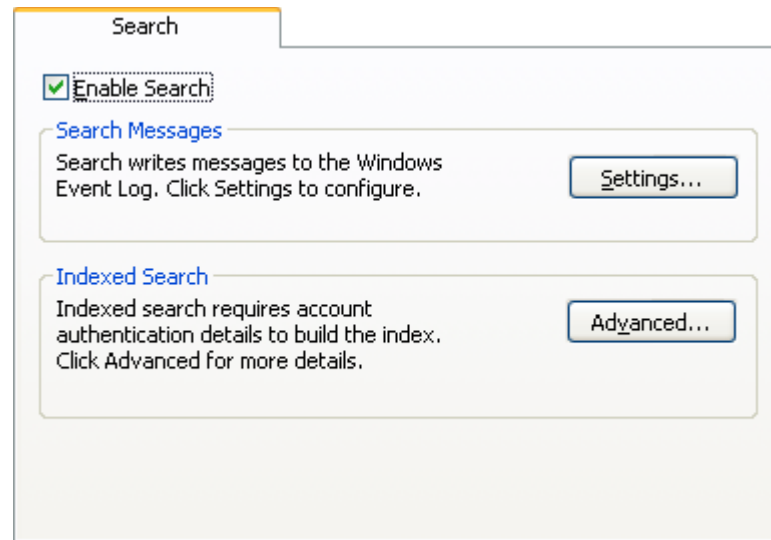 Search
Enable Search
Search Messages
Search writes messages to the Windows
Event Log. Click Settings to configure.
Settings...
Indexed Search
Indexed search requires account
authentication details to build the index.
Click Advanced for more details.
Advanced...